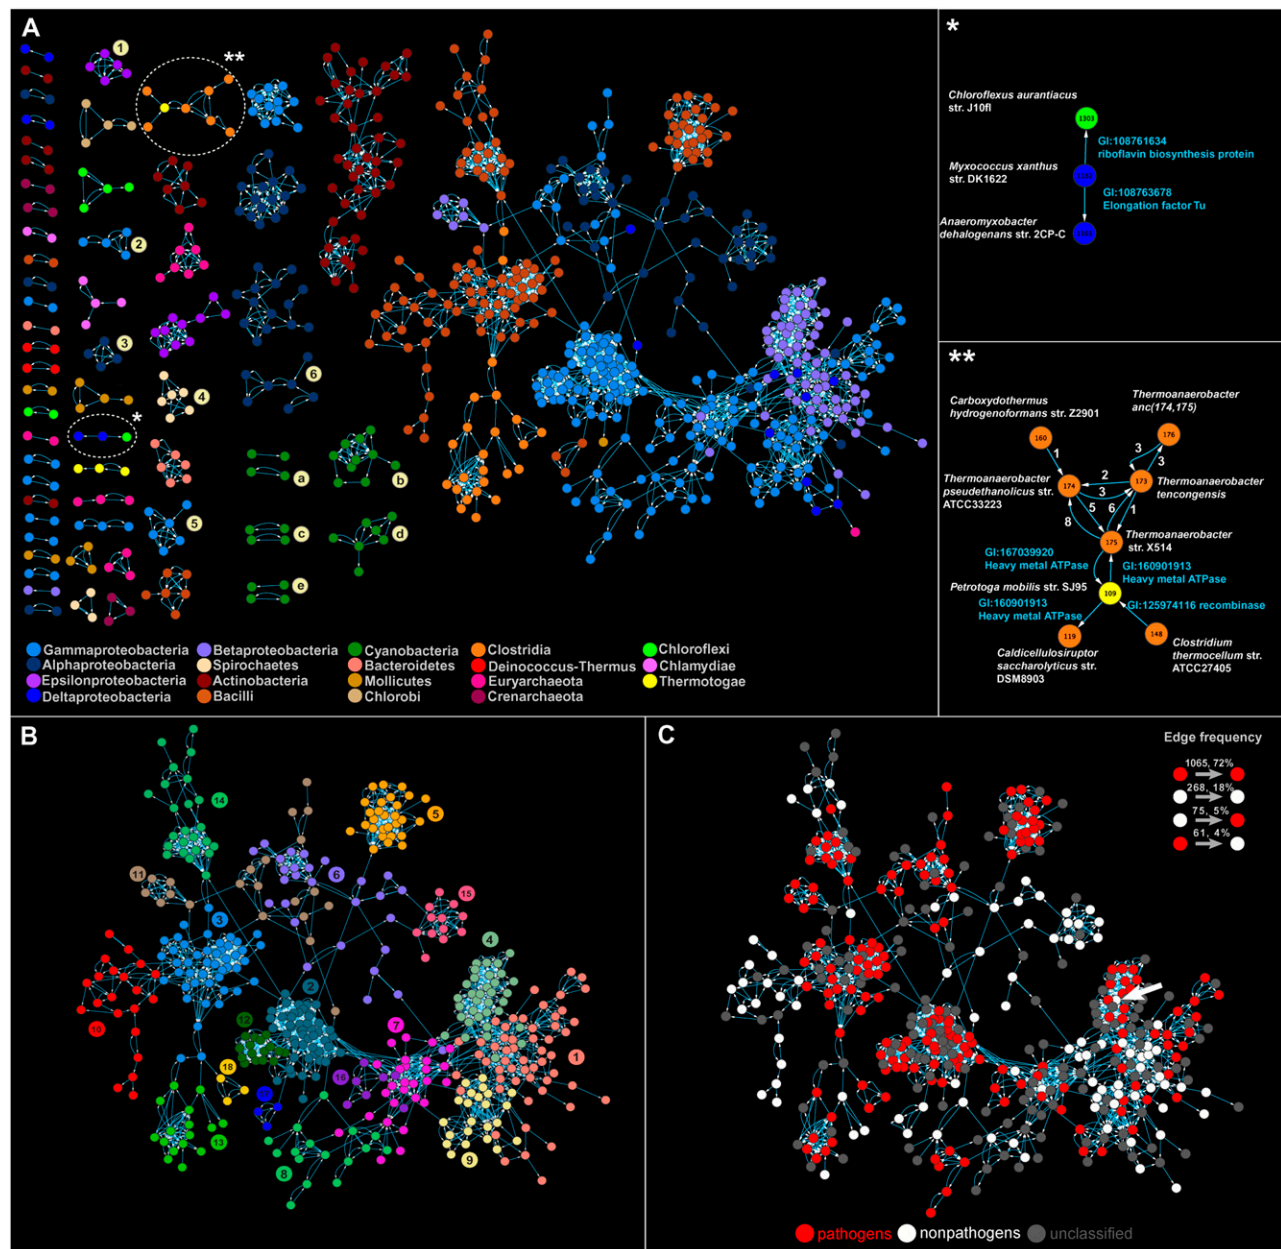 A
**
1
2
3
4
5
6
a
b
c
d
e
*
Gammaproteobacteria
Alphaproteobacteria
Epsilonproteobacteria
Deltaproteobacteria
Betaproteobacteria
Spirochaetes
Actinobacteria
Bacilli
Cyanobacteria
Bacteroidetes
Mollicutes
Chlorobi
Clostridia
Deinococcus-Thermus
Euryarchaeota
Crenarchaeota
Chloroflexi
Chlamydiae
Thermotogae
*
Chloroflexus aurantiacus
str. J10fl
1303
GI:108761634
riboflavin biosynthesis protein
Myxococcus xanthus
str. DK1622
GI:108763678
Elongation factor Tu
Anaeromyxobacter
dehalogenans str. 2CP-C
**
Carboxydothermus
hydrogenoformans str. Z2901
Thermoanaerobacter
anc(174,175)
160
176
1
3
3
2
3
174
173
Thermoanaerobacter
pseudethanolicus str.
ATCC33223
Thermoanaerobacter
tencongensis
5
6
1
8
175
Thermoanaerobacter
str. X514
GI:167039920
Heavy metal ATPase
GI:160901913
Heavy metal ATPase
Petrotoga mobilis str. SJ95
109
GI:160901913
Heavy metal ATPase
GI:125974116 recombinase
119
148
Caldicellulosiruptor
saccharolyticus str.
DSM8903
Clostridium
thermocellum str.
ATCC27405
B
14
5
11
6
15
3
4
2
10
12
7
1
18
16
17
13
8
9
C
Edge frequency
1065, 72%
268, 18%
75, 5%
61, 4%
pathogens
nonpathogens
unclassified